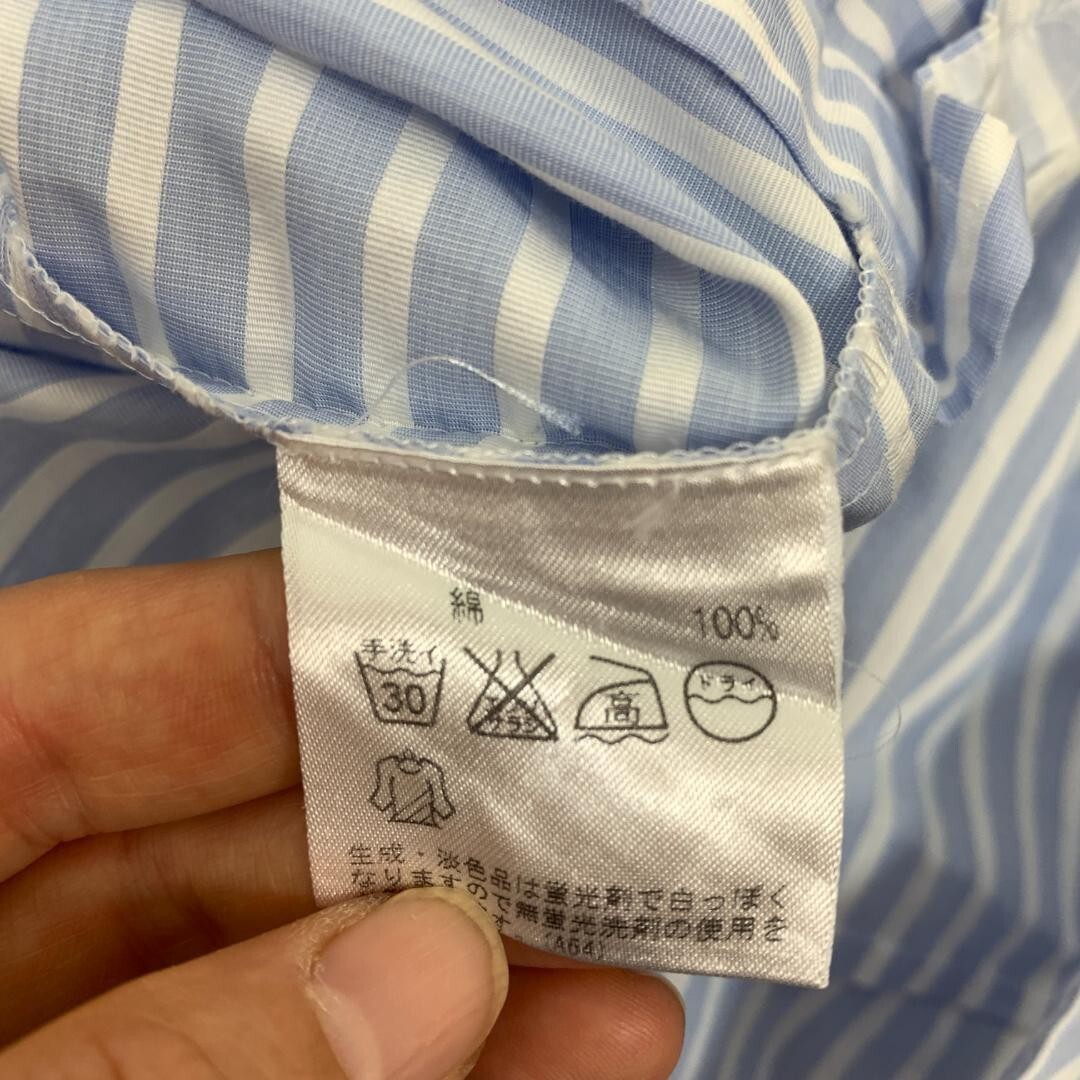 綿 100%
手洗イ
30
エンソ サラシ
高
ドライ
生成・淡色品は蛍光剤で白っぽく
なります ので無蛍光洗剤の使用を
(A64)